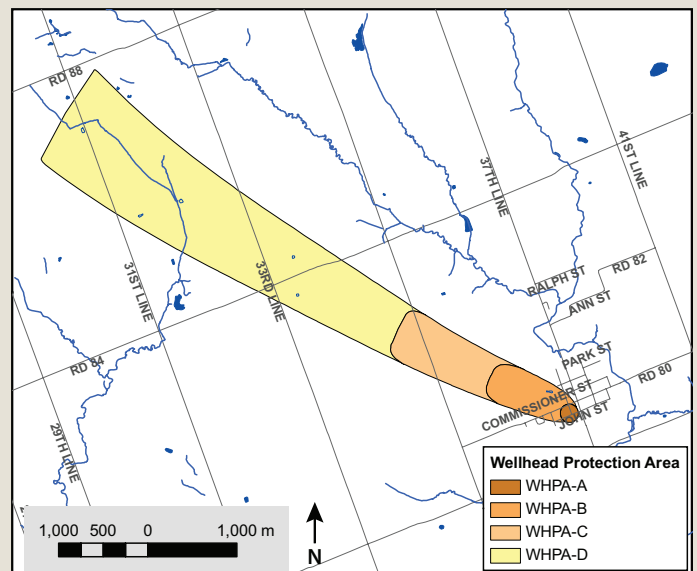 RD 88
41ST LINE
37TH LINE
RALPH ST
RD 82
ANN ST
31ST LINE
33RD LINE
PARK ST
RD 84
RD 80
COMMISSIONER ST
JOHN ST
29TH LINE
Wellhead Protection Area
WHPA-A
WHPA-B
WHPA-C
WHPA-D
1,000 500 0 1,000 m
N